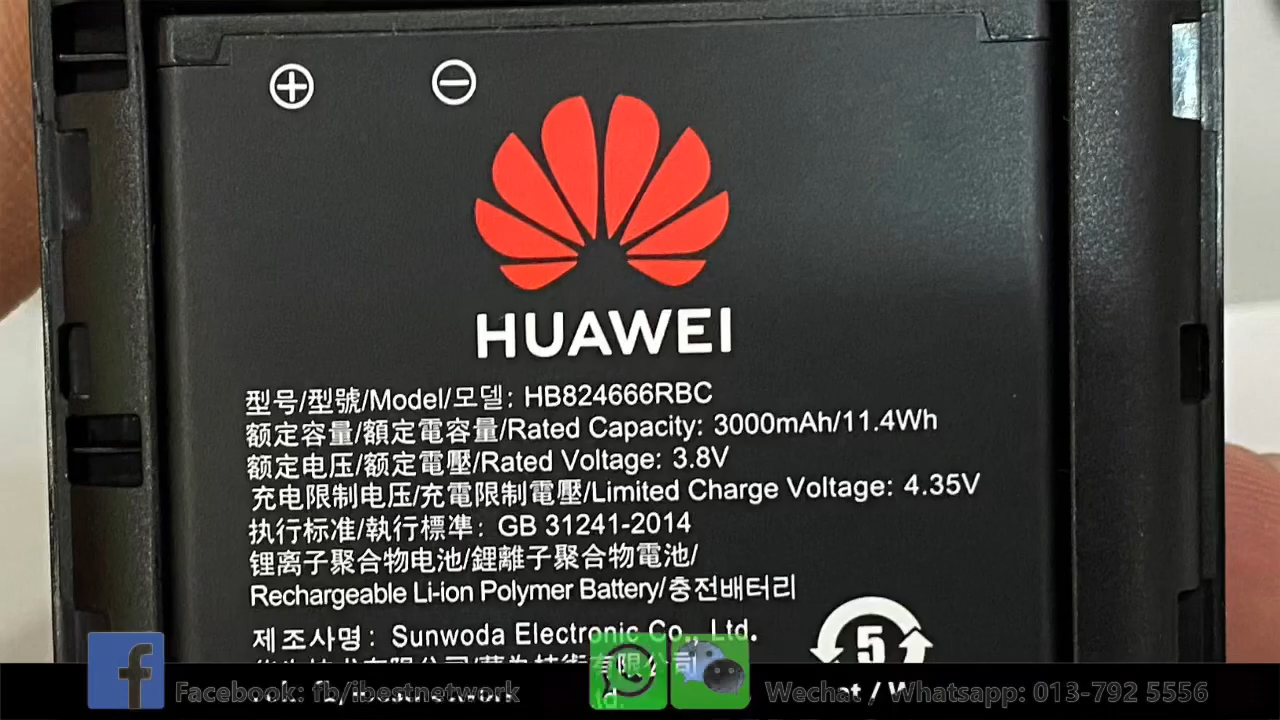 HUAWEI
型号/型號/Model/모델: HB824666RBC
额定容量/額定電容量/Rated Capacity: 3000mAh/11.4Wh
额定电压/额定電壓/Rated Voltage: 3.8V
充电限制电压/充電限制電壓/Limited Charge Voltage: 4.35V
执行标准/執行標準: GB 31241-2014
锂离子聚合物电池/鋰離子聚合物電池/
Rechargeable Li-ion Polymer Battery/충전배터리
제조사명: Sunwoda Electronic Co., Ltd.
5
有限公司
Facebook: fb/ibestnetwork
Wechat / Whatsapp: 013-792 5556